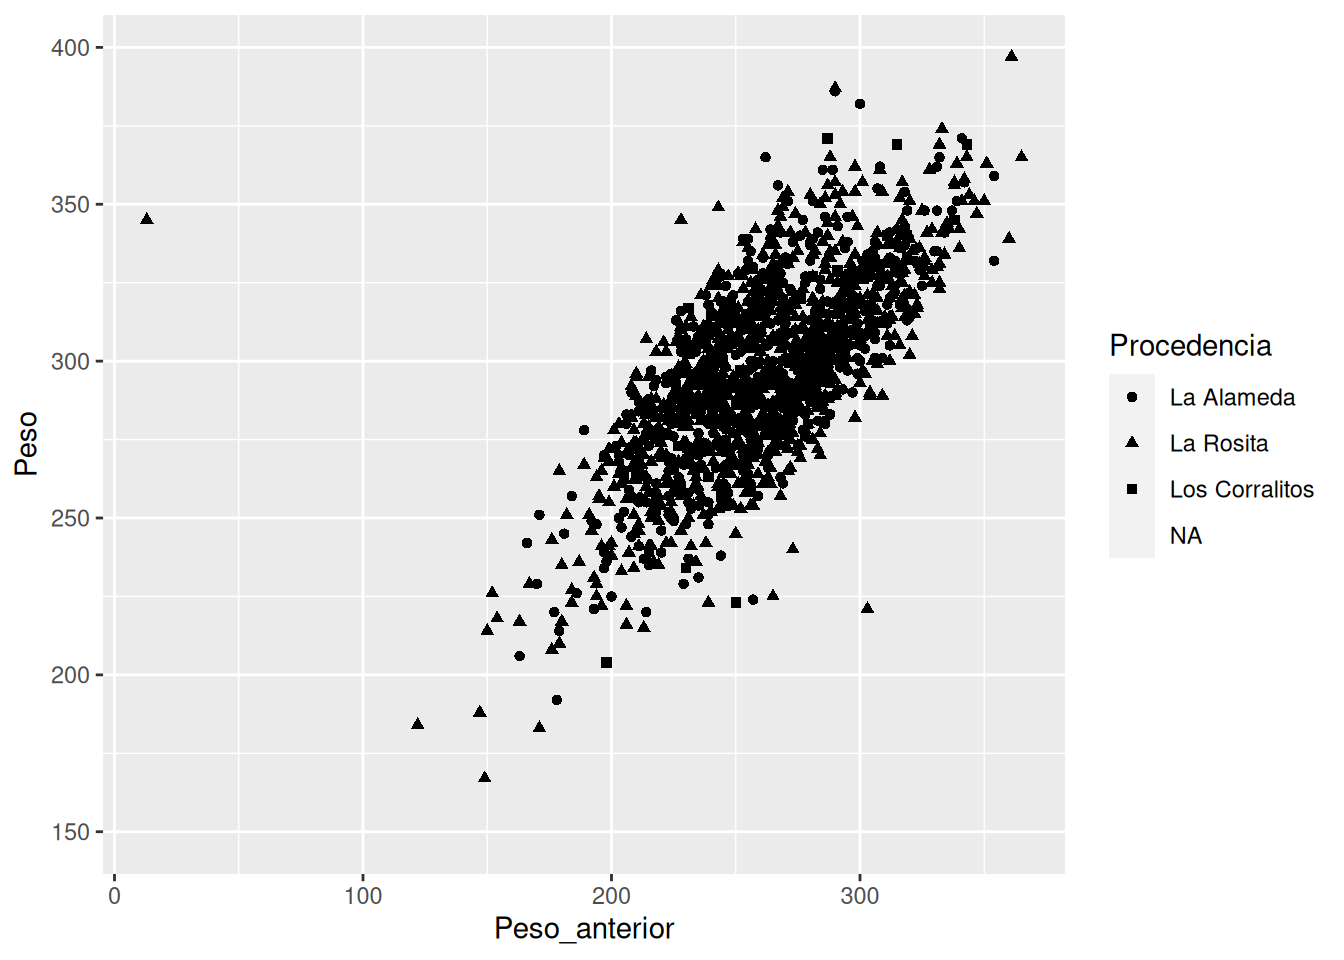 400
350
300
250
200
150
Peso
0 100 200 300
Peso_anterior
Procedencia
La Alameda
La Rosita
Los Corralitos
NA